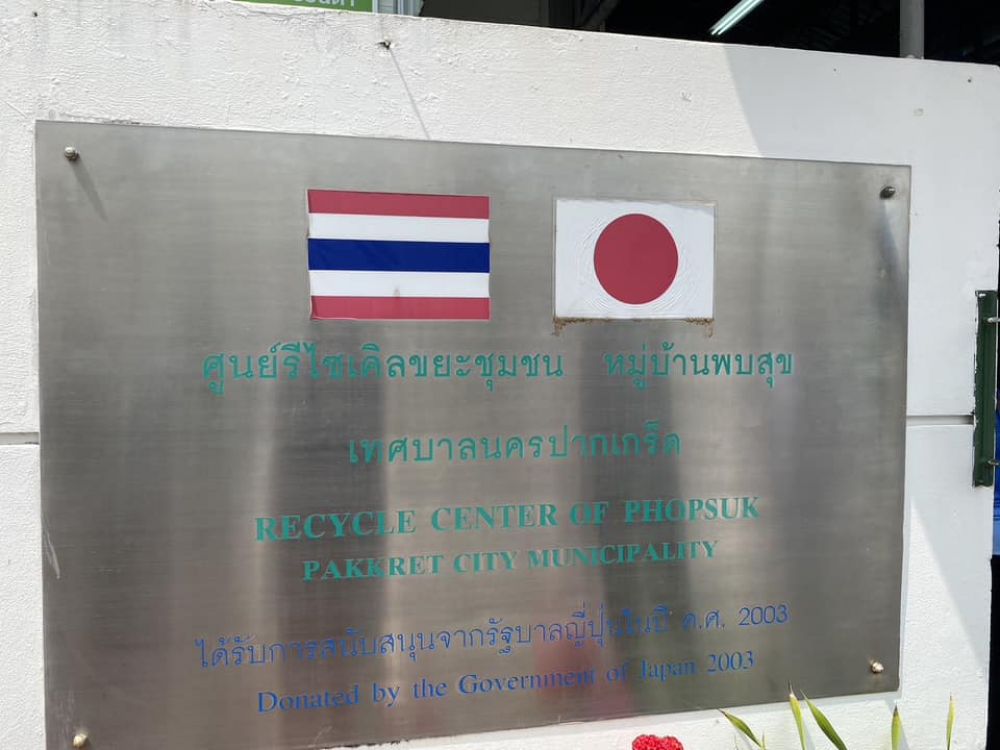 ศูนย์รีไซเคิลขยะชุมชน หมู่บ้านพบสุข
เทศบาลนครปากเกร็ด
RECYCLE CENTER OF PHOPSUK
PAKKRET CITY MUNICIPALITY
ได้รับการสนับสนุนจากรัฐบาลญี่ปุ่นในปี ค.ศ. 2003
Donated by the Government of Japan 2003